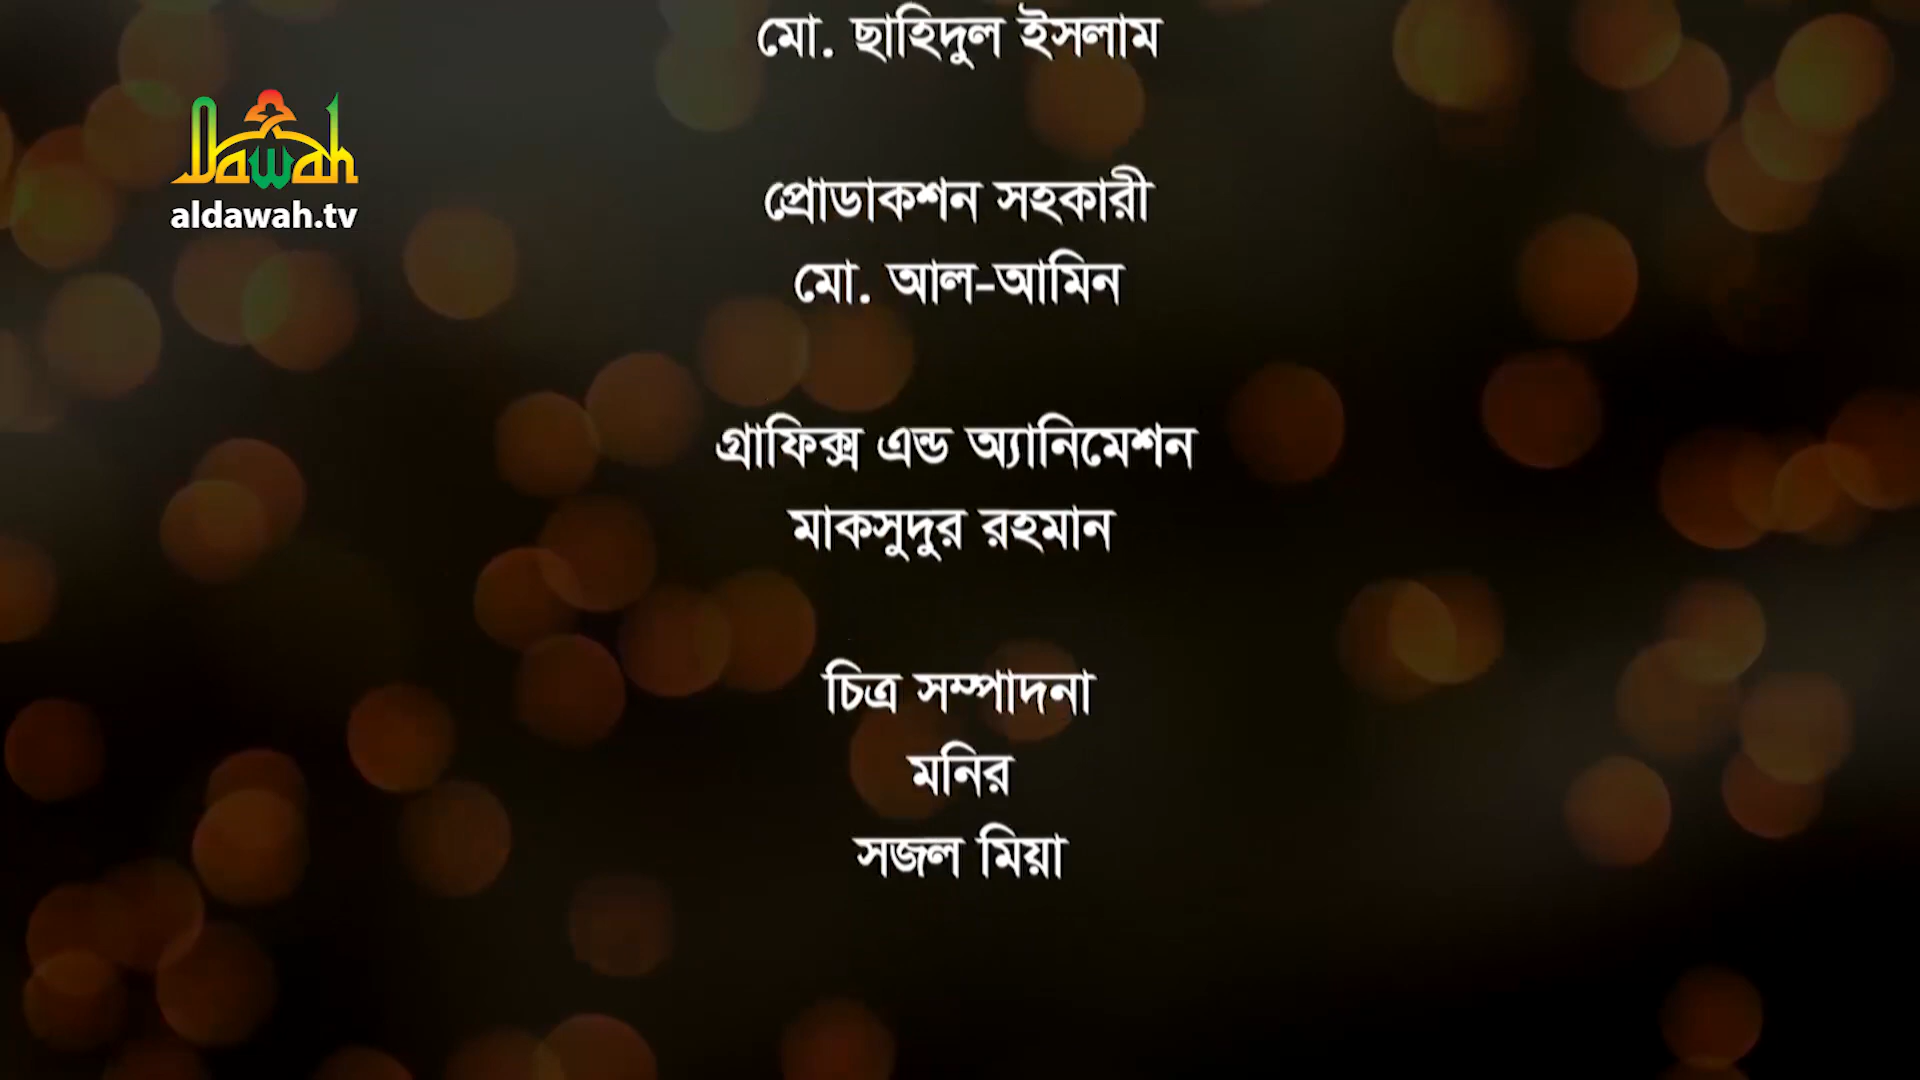 মো. ছাহিদুল ইসলাম
Dawah
aldawah.tv
প্রোডাকশন সহকারী
মো. আল-আমিন
গ্রাফিক্স এন্ড অ্যানিমেশন
মাকসুদুর রহমান
চিত্র সম্পাদনা
মনির
সজল মিয়া